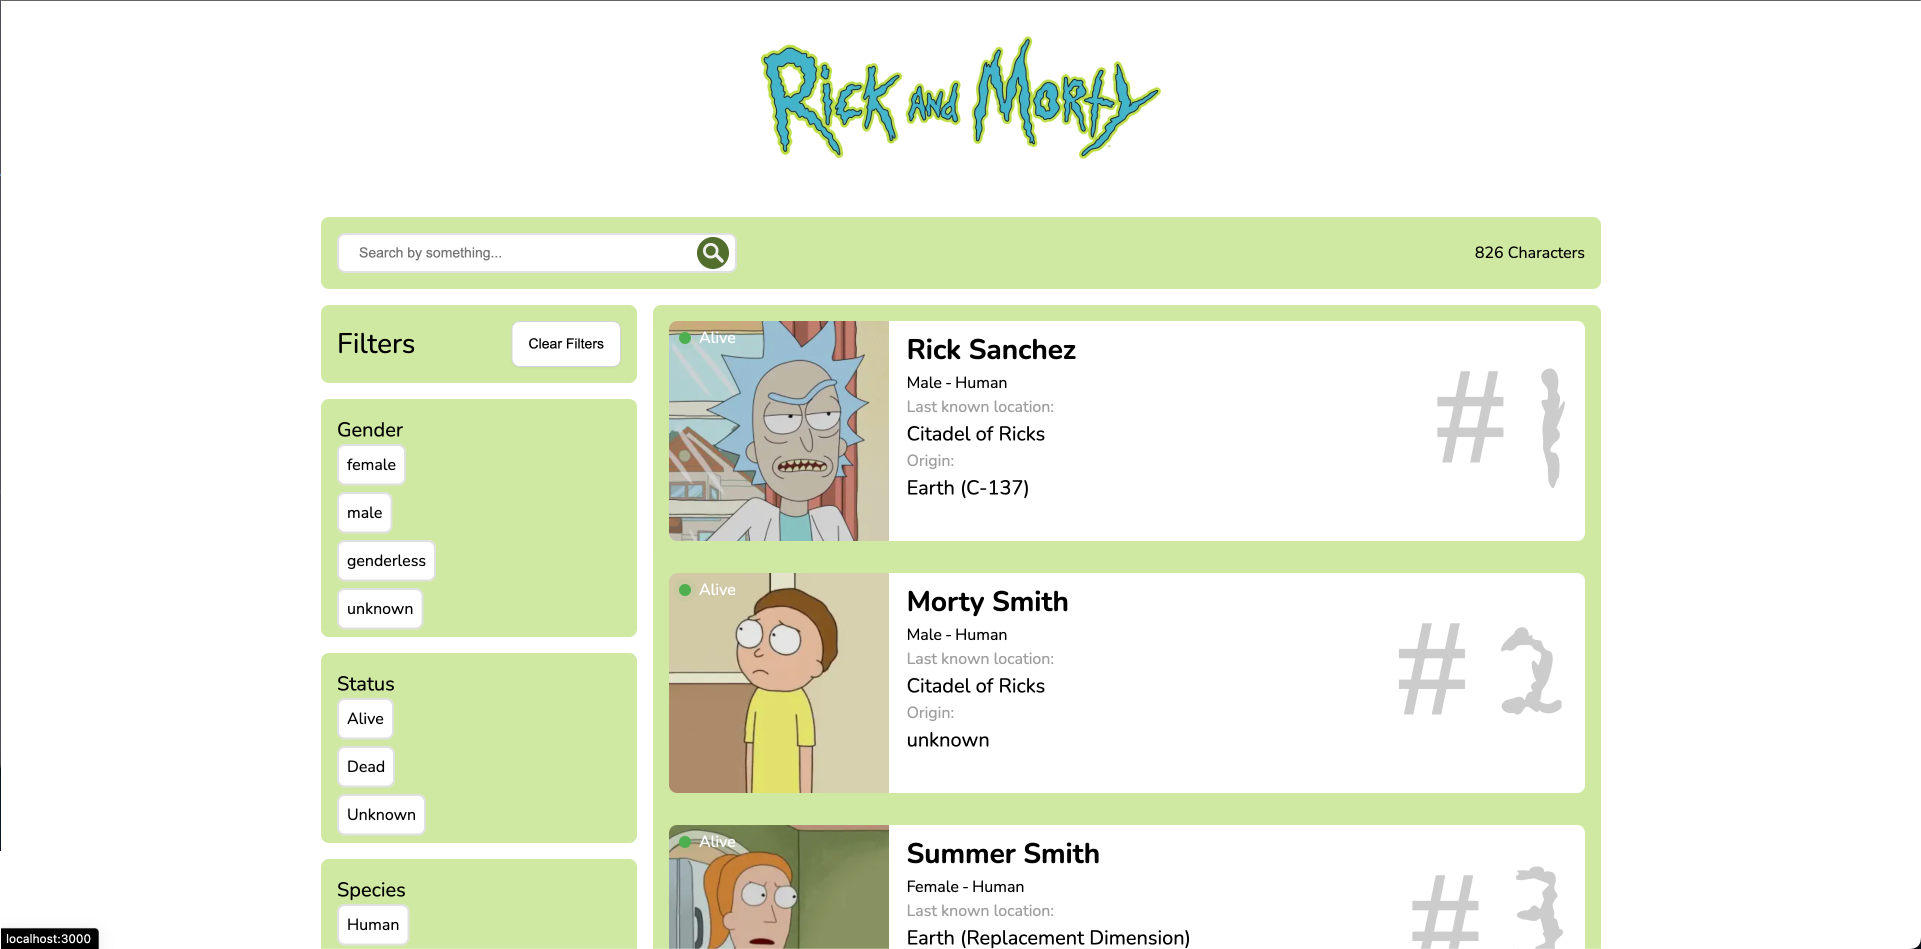 Rick and Morty
Search by something...
826 Characters
Filters
Clear Filters
Gender
female
male
genderless
unknown
Status
Alive
Dead
Unknown
Species
Human
Alive
Rick Sanchez
Male - Human
Last known location:
Citadel of Ricks
Origin:
Earth (C-137)
# 1
Alive
Morty Smith
Male - Human
Last known location:
Citadel of Ricks
Origin:
unknown
# 2
Alive
Summer Smith
Female - Human
Last known location:
Earth (Replacement Dimension)
# 3
localhost:3000